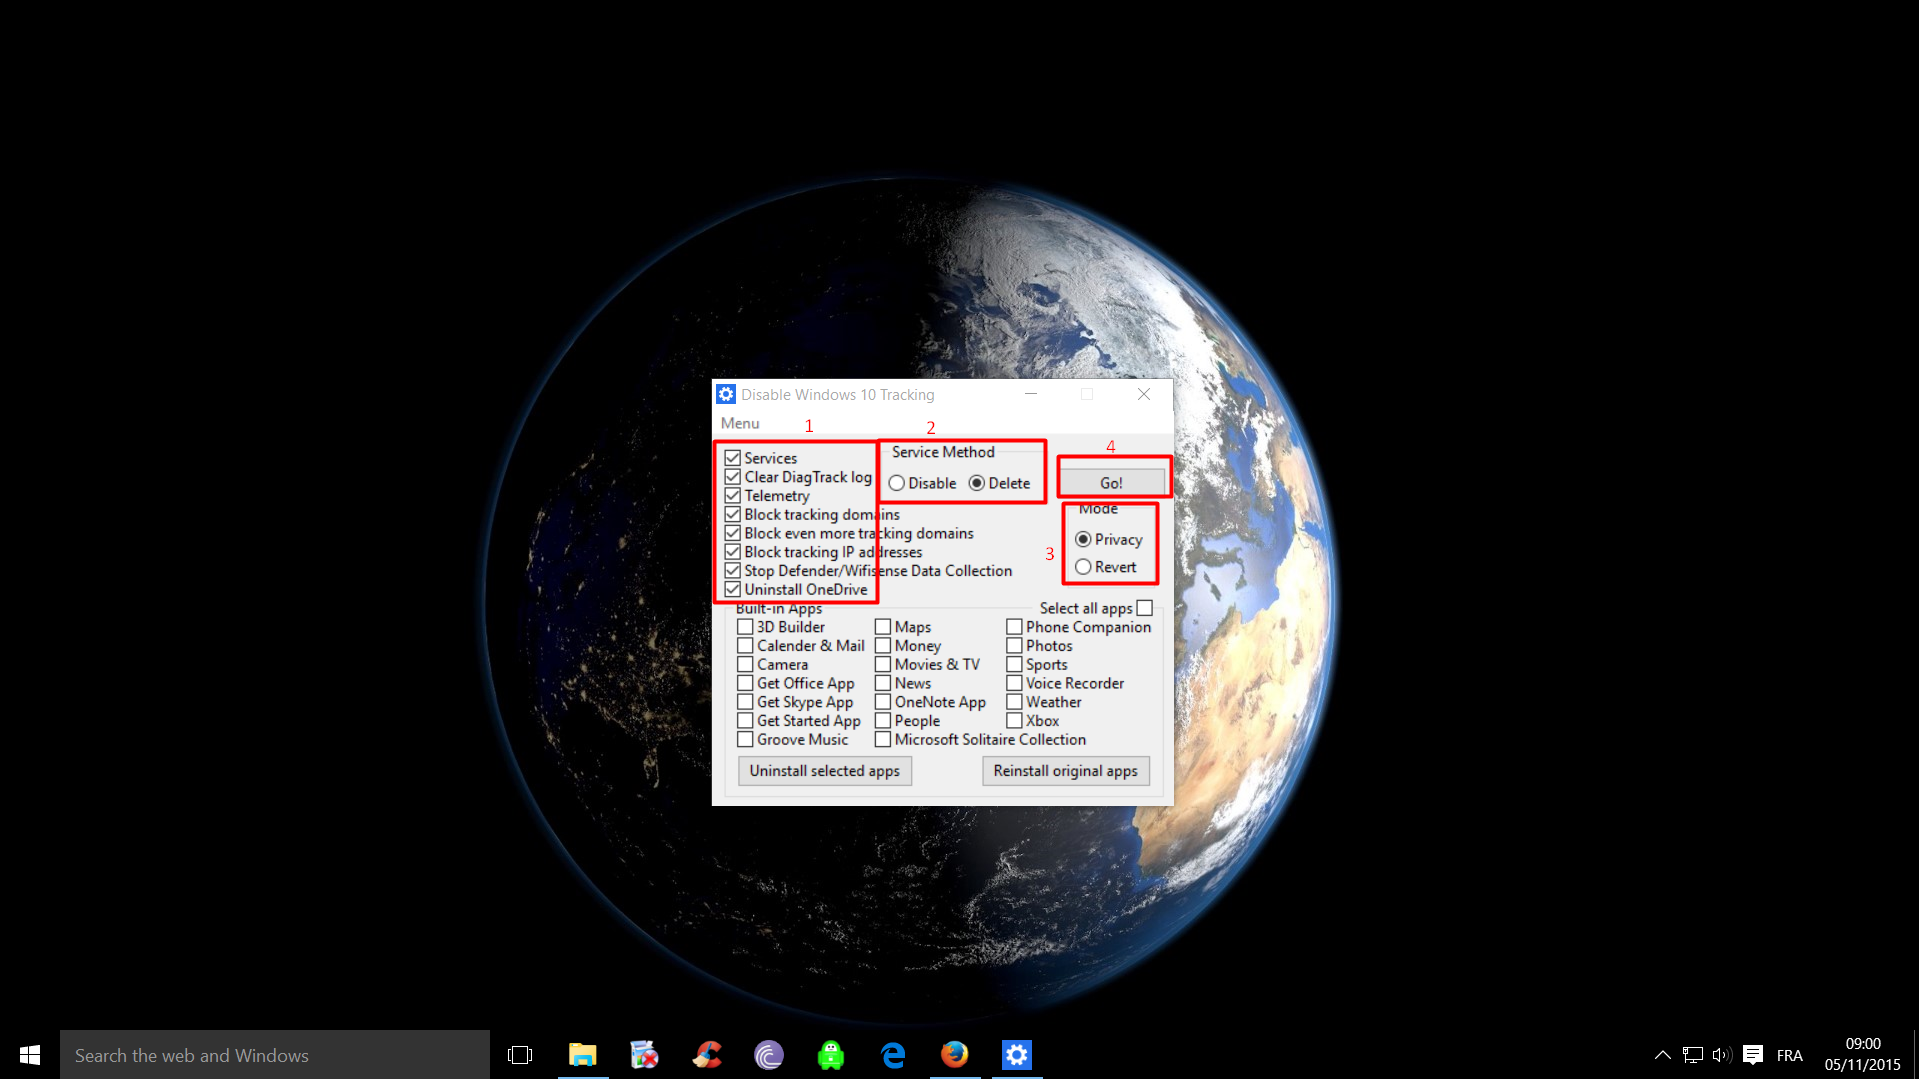 Disable Windows 10 Tracking
Menu
1
2
4
Services
Clear DiagTrack log
Telemetry
Block tracking domains
Block even more tracking domains
Block tracking IP addresses
Stop Defender/Wifisense Data Collection
Uninstall OneDrive
Service Method
Disable Delete
Go!
Mode
3
Privacy
Revert
Built-in Apps
Select all apps
3D Builder Maps Phone Companion
Calender & Mail Money Photos
Camera Movies & TV Sports
Get Office App News Voice Recorder
Get Skype App OneNote App Weather
Get Started App People Xbox
Groove Music Microsoft Solitaire Collection
Uninstall selected apps Reinstall original apps
Search the web and Windows
FRA
09:00
05/11/2015